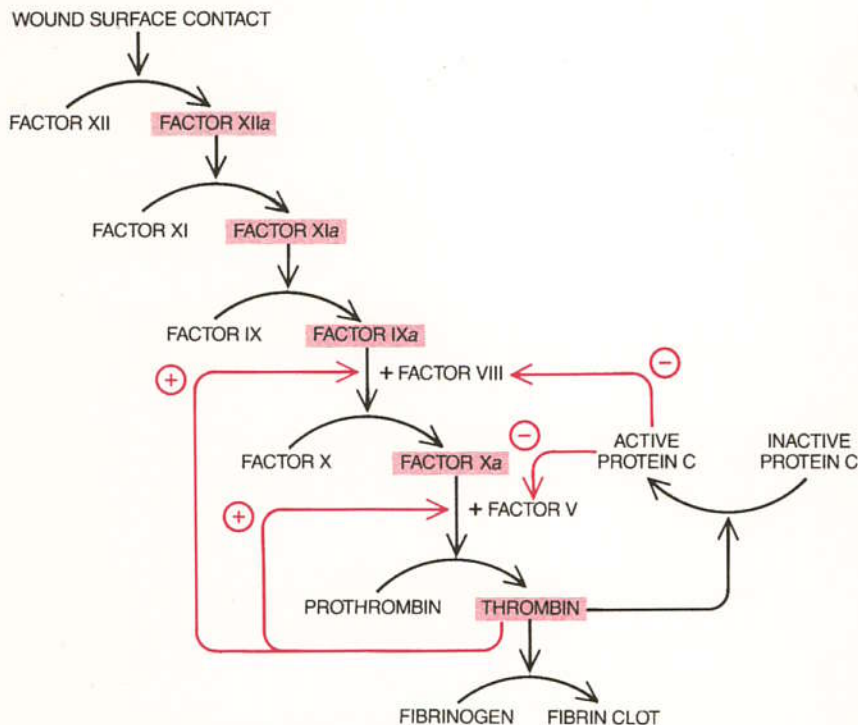 WOUND SURFACE CONTACT
FACTOR XII
FACTOR XIIa
FACTOR XI
FACTOR XIa
FACTOR IX
FACTOR IXa
+
+ FACTOR VIII
−
FACTOR X
FACTOR Xa
−
ACTIVE
PROTEIN C
INACTIVE
PROTEIN C
+
+ FACTOR V
PROTHROMBIN
THROMBIN
FIBRINOGEN
FIBRIN CLOT